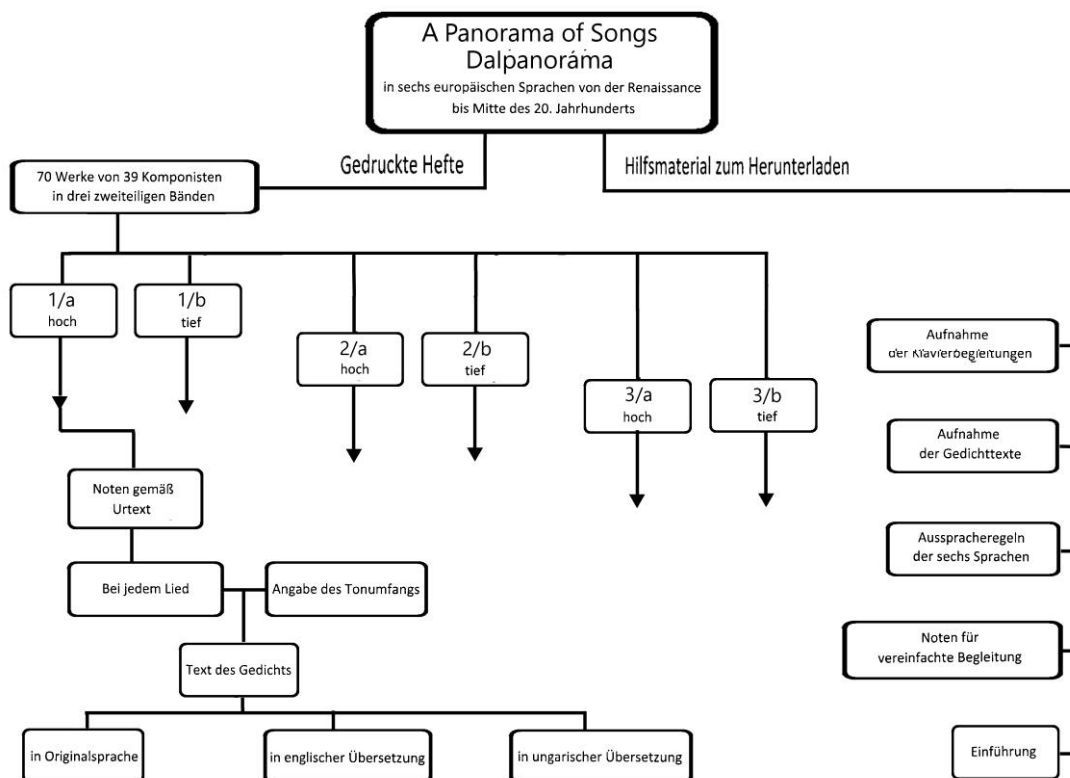 A Panorama of Songs
Dalpanoráma
in sechs europäischen Sprachen von der Renaissance
bis Mitte des 20. Jahrhunderts
Gedruckte Hefte
Hilfsmaterial zum Herunterladen
70 Werke von 39 Komponisten
in drei zweiteiligen Bänden
1/a
hoch
1/b
tief
2/a
hoch
2/b
tief
3/a
hoch
3/b
tief
Aufnahme
der Klavierbegleitungen
Aufnahme
der Gedichttexte
Ausspracheregeln
der sechs Sprachen
Noten für
vereinfachte Begleitung
Einführung
Noten gemäß
Urtext
Bei jedem Lied
Angabe des Tonumfangs
Text des Gedichts
in Originalsprache
in englischer Übersetzung
in ungarischer Übersetzung